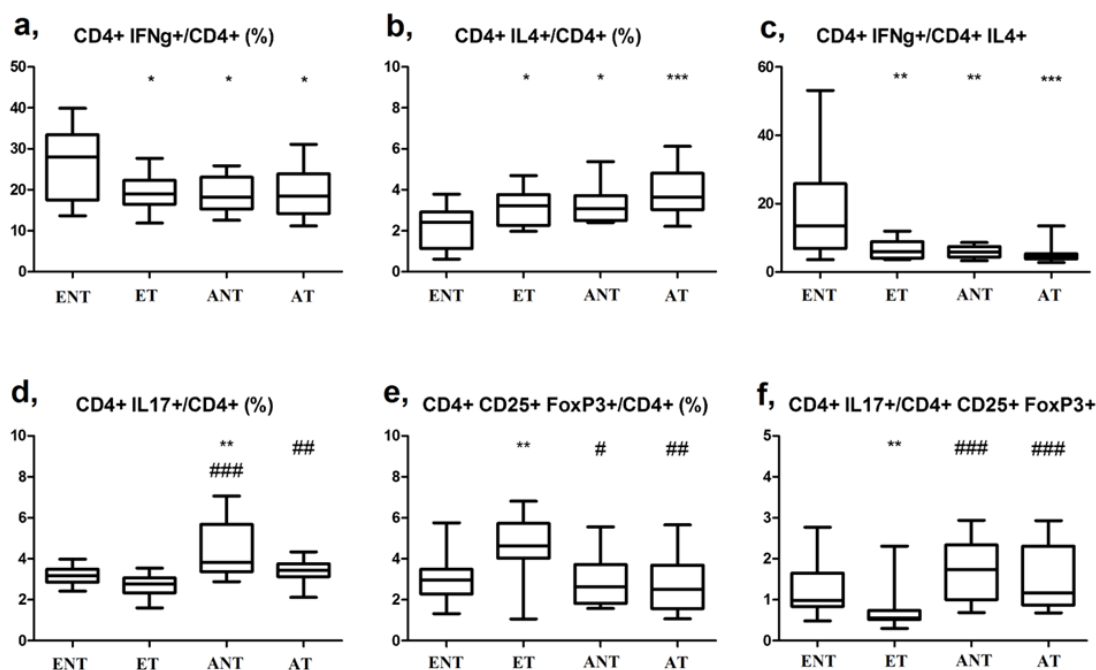 a, CD4+ IFNg+/CD4+ (%)
50
40
30
20
10
0
* * *
ENT ET ANT AT
b, CD4+ IL4+/CD4+ (%)
10
8
6
4
2
0
* * ***
ENT ET ANT AT
c, CD4+ IFNg+/CD4+ IL4+
60
40
20
0
** ** ***
ENT ET ANT AT
d, CD4+ IL17+/CD4+ (%)
10
8
6
4
2
0
** ##
###
ENT ET ANT AT
e, CD4+ CD25+ FoxP3+/CD4+ (%)
10
8
6
4
2
0
** # ##
ENT ET ANT AT
f, CD4+ IL17+/CD4+ CD25+ FoxP3+
5
4
3
2
1
0
** ### ###
ENT ET ANT AT